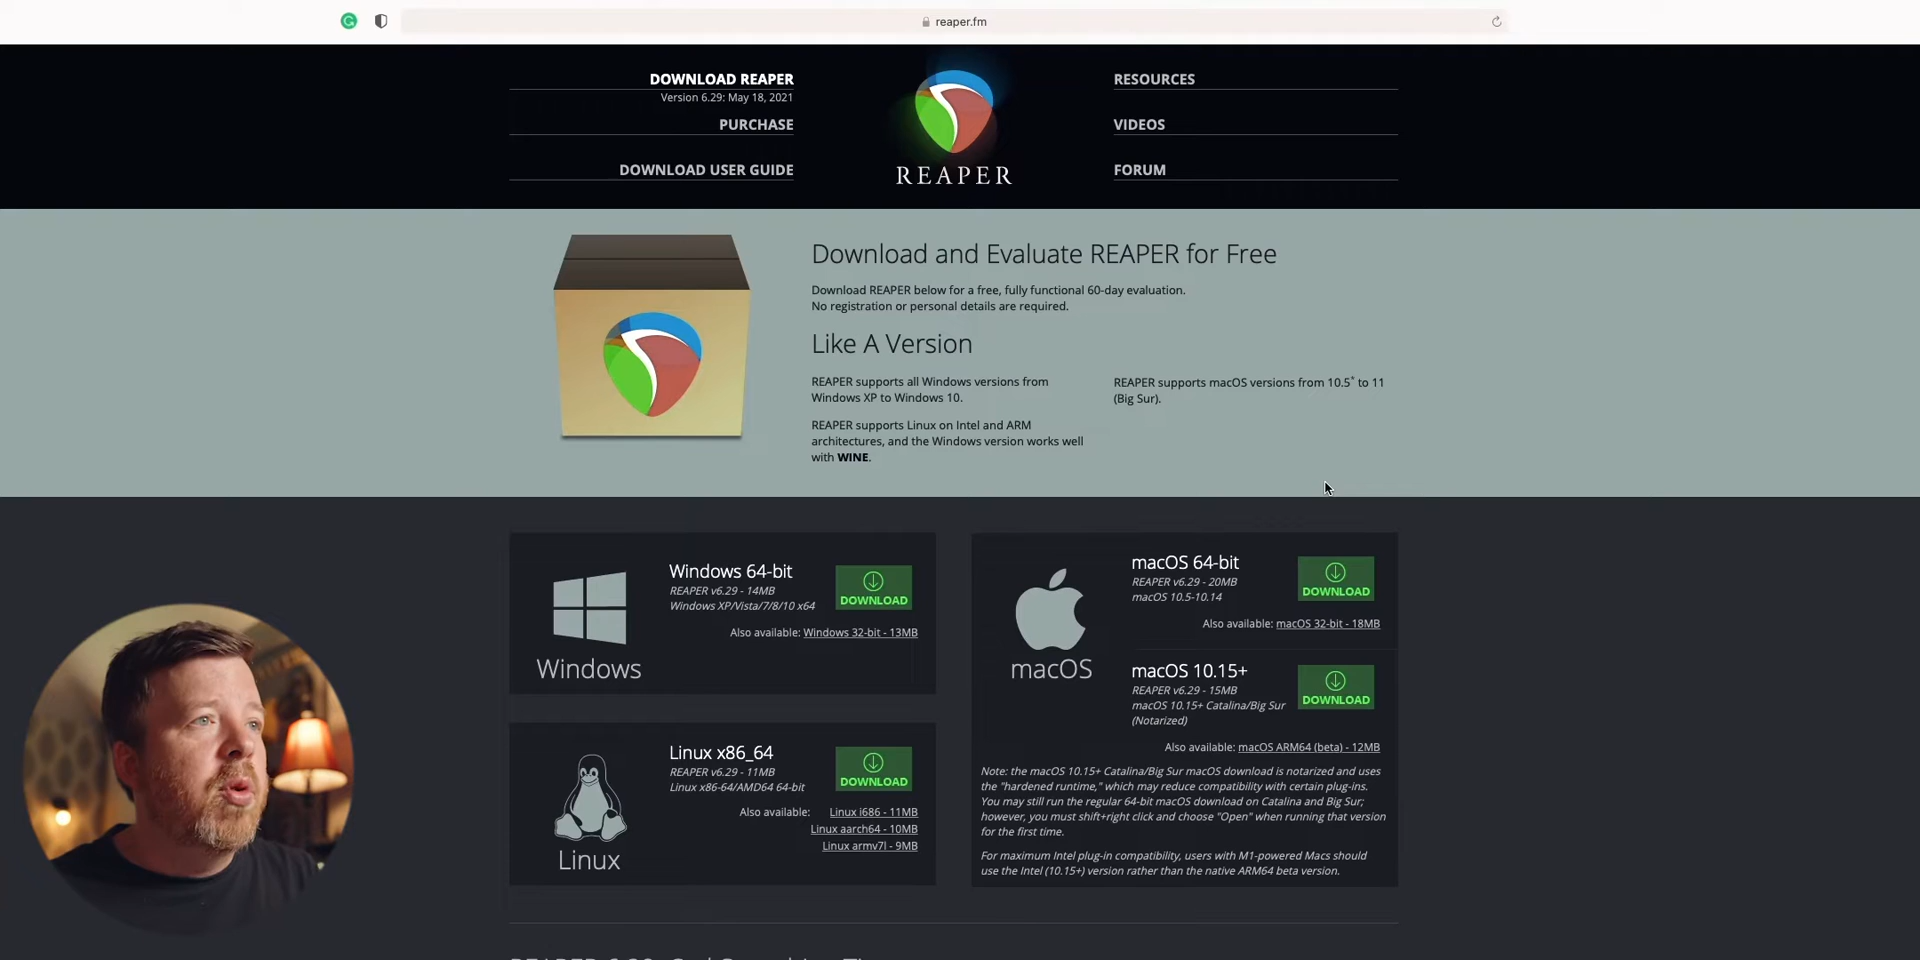 reaper.fm
DOWNLOAD REAPER
Version 6.29: May 18, 2021
PURCHASE
DOWNLOAD USER GUIDE
REAPER
RESOURCES
VIDEOS
FORUM
Download and Evaluate REAPER for Free
Download REAPER below for a free, fully functional 60-day evaluation.
No registration or personal details are required.
Like A Version
REAPER supports all Windows versions from
Windows XP to Windows 10.
REAPER supports Linux on Intel and ARM
architectures, and the Windows version works well
with WINE.
REAPER supports macOS versions from 10.5* to 11
(Big Sur).
Windows
Windows 64-bit
REAPER v6.29 - 14MB
Windows XP/Vista/7/8/10 x64
DOWNLOAD
Also available: Windows 32-bit - 13MB
Linux
Linux x86_64
REAPER v6.29 - 11MB
Linux x86-64/AMD64 64-bit
DOWNLOAD
Also available: Linux i686 - 11MB
Linux aarch64 - 10MB
Linux armv7l - 9MB
macOS
macOS 64-bit
REAPER v6.29 - 20MB
macOS 10.5-10.14
DOWNLOAD
Also available: macOS 32-bit - 18MB
macOS 10.15+
REAPER v6.29 - 15MB
macOS 10.15+ Catalina/Big Sur
(Notarized)
DOWNLOAD
Also available: macOS ARM64 (beta) - 12MB
Note: the macOS 10.15+ Catalina/Big Sur macOS download is notarized and uses
the "hardened runtime," which may reduce compatibility with certain plug-ins.
You may still run the regular 64-bit macOS download on Catalina and Big Sur;
however, you must shift+right click and choose "Open" when running that version
for the first time.
For maximum Intel plug-in compatibility, users with M1-powered Macs should
use the Intel (10.15+) version rather than the native ARM64 beta version.